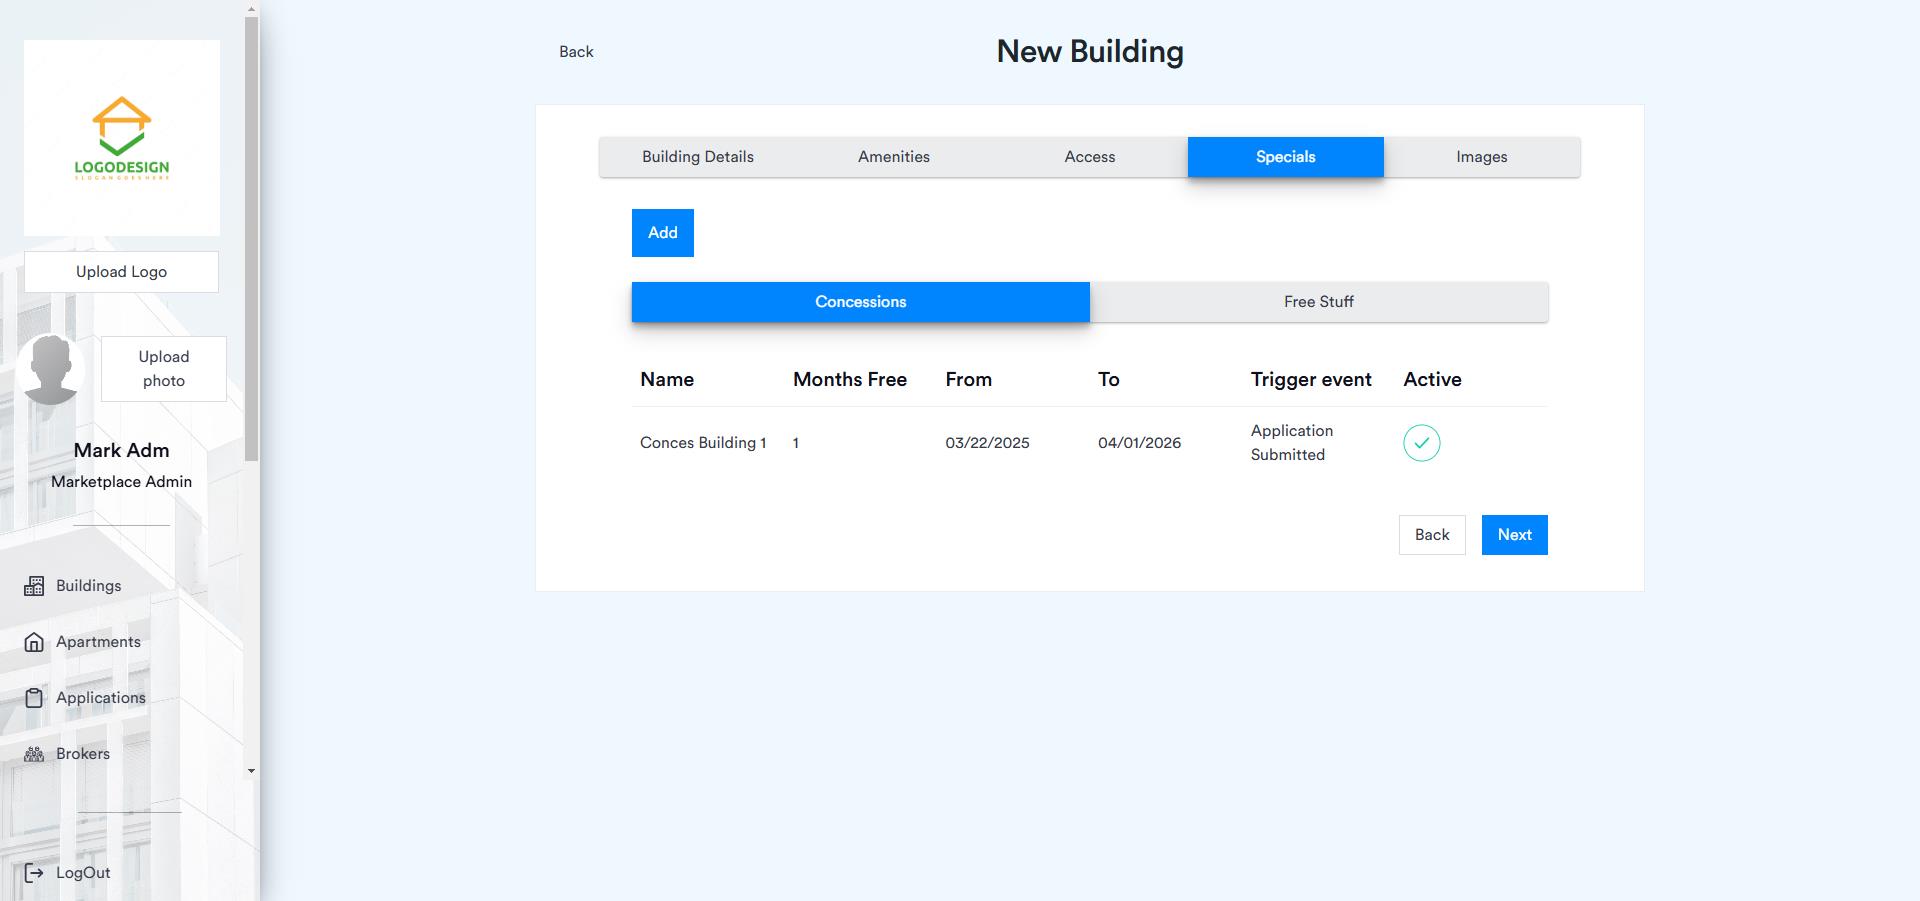 LOGODESIGN
SLOGAN GOES HERE
Upload Logo
Upload
photo
Mark Adm
Marketplace Admin
Buildings
Apartments
Applications
Brokers
LogOut
Back
New Building
Building Details
Amenities
Access
Specials
Images
Add
Concessions
Free Stuff
Name
Months Free
From
To
Trigger event
Active
Conces Building 1
1
03/22/2025
04/01/2026
Application
Submitted
Back
Next